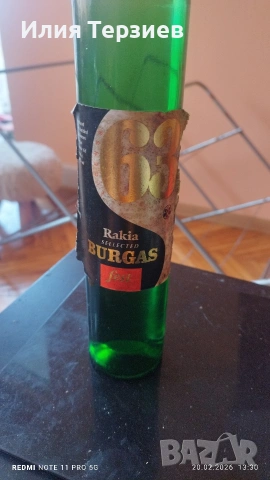 Илия Терзиев
63
Rakia
SELECTED
BURGAS
REDMI NOTE 11 PRO 5G
20.02.2026 13:30
BAZAR